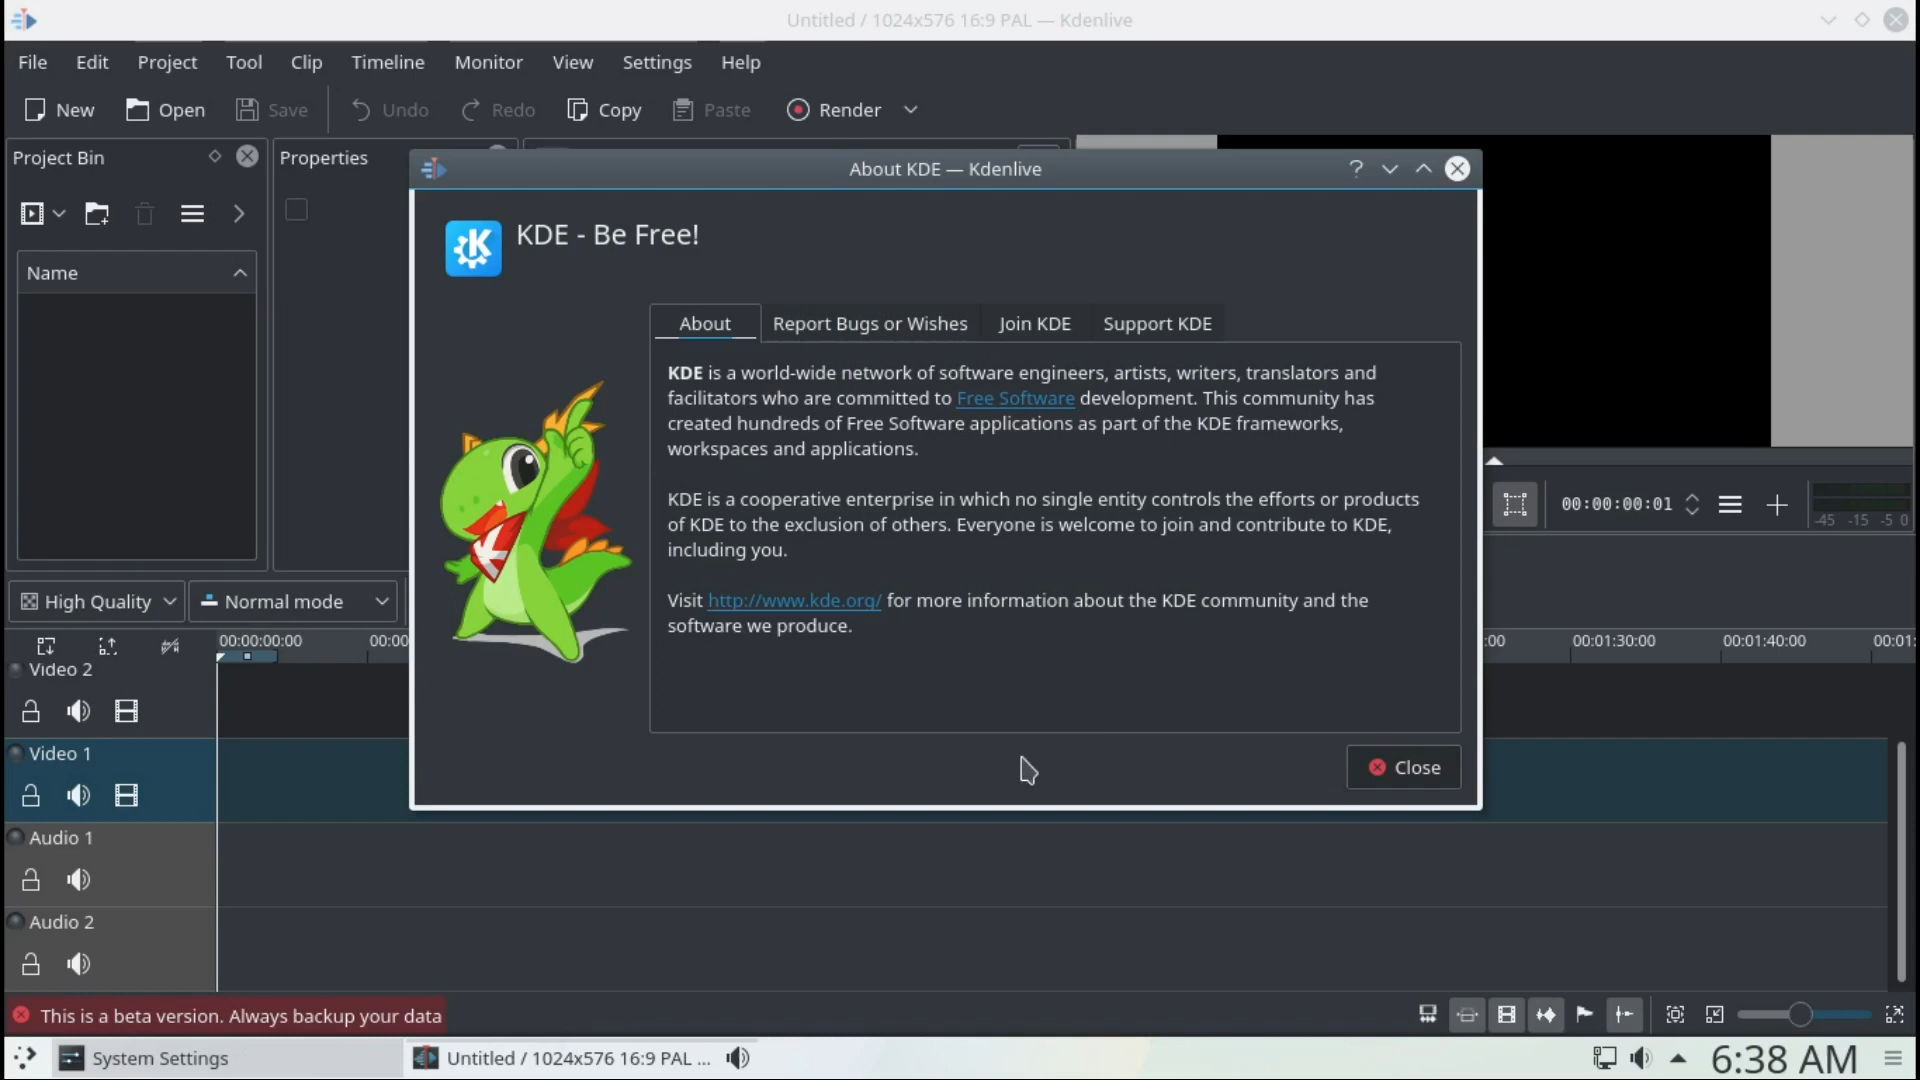 Untitled / 1024x576 16:9 PAL — Kdenlive
File Edit Project Tool Clip Timeline Monitor View Settings Help
New Open Save Undo Redo Copy Paste Render
Project Bin
Properties
About KDE — Kdenlive
?
Name
KDE - Be Free!
About Report Bugs or Wishes Join KDE Support KDE
KDE is a world-wide network of software engineers, artists, writers, translators and
facilitators who are committed to Free Software development. This community has
created hundreds of Free Software applications as part of the KDE frameworks,
workspaces and applications.
KDE is a cooperative enterprise in which no single entity controls the efforts or products
of KDE to the exclusion of others. Everyone is welcome to join and contribute to KDE,
including you.
Visit http://www.kde.org/ for more information about the KDE community and the
software we produce.
Close
00:00:00:01
-45 -15 -5 0
High Quality Normal mode
00:00:00:00 00:00 :00 00:01:30:00 00:01:40:00 00:01:
Video 2
Video 1
Audio 1
Audio 2
This is a beta version. Always backup your data
System Settings
Untitled / 1024x576 16:9 PAL ...
6:38 AM